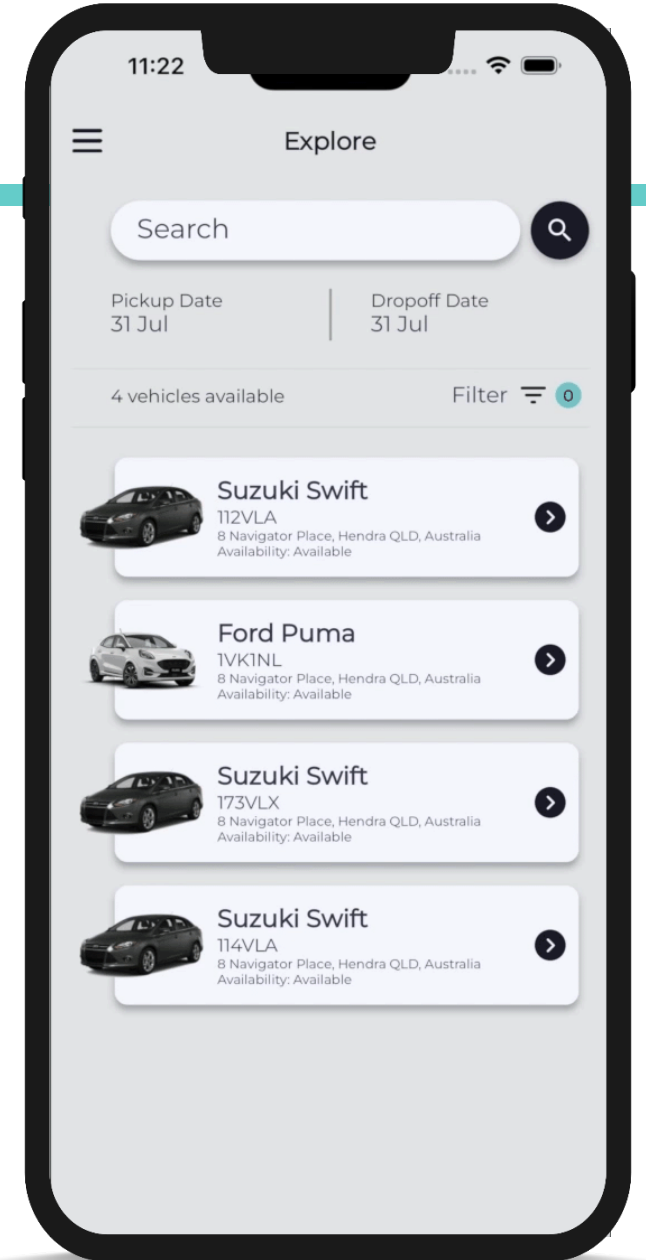 11:22
Explore
Search
Pickup Date
Dropoff Date
31 Jul
31 Jul
4 vehicles available
Filter
0
Suzuki Swift
112VLA
8 Navigator Place, Hendra QLD, Australia
Availability: Available
Ford Puma
1VK1NL
8 Navigator Place, Hendra QLD, Australia
Availability: Available
Suzuki Swift
173VLX
8 Navigator Place, Hendra QLD, Australia
Availability: Available
Suzuki Swift
114VLA
8 Navigator Place, Hendra QLD, Australia
Availability: Available